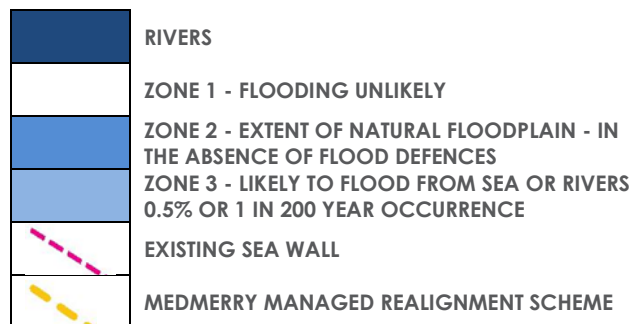 RIVERS
ZONE 1 - FLOODING UNLIKELY
ZONE 2 - EXTENT OF NATURAL FLOODPLAIN - IN
THE ABSENCE OF FLOOD DEFENCES
ZONE 3 - LIKELY TO FLOOD FROM SEA OR RIVERS
0.5% OR 1 IN 200 YEAR OCCURRENCE
EXISTING SEA WALL
MEDMERRY MANAGED REALIGNMENT SCHEME